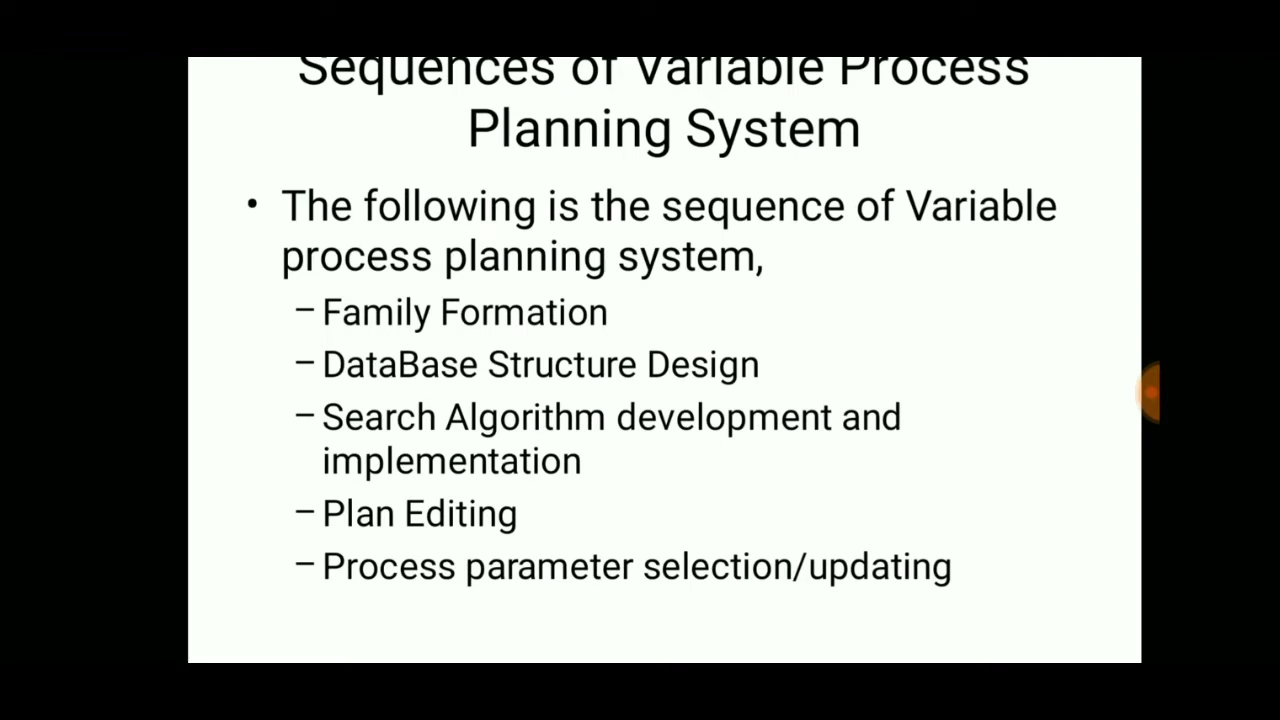 Sequences of Variable Process
Planning System
• The following is the sequence of Variable
process planning system,
– Family Formation
– DataBase Structure Design
– Search Algorithm development and
implementation
– Plan Editing
– Process parameter selection/updating